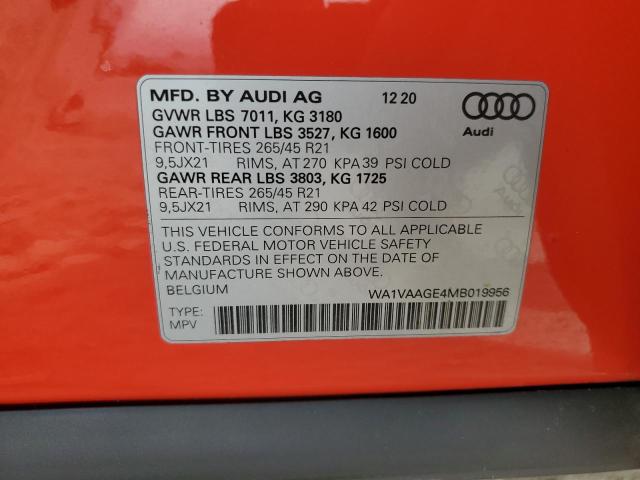 MFD. BY AUDI AG 12 20
GVWR LBS 7011, KG 3180
GAWR FRONT LBS 3527, KG 1600
FRONT-TIRES 265/45 R21
9,5JX21 RIMS, AT 270 KPA 39 PSI COLD
GAWR REAR LBS 3803, KG 1725
REAR-TIRES 265/45 R21
9,5JX21 RIMS, AT 290 KPA 42 PSI COLD
Audi
THIS VEHICLE CONFORMS TO ALL APPLICABLE
U.S. FEDERAL MOTOR VEHICLE SAFETY
STANDARDS IN EFFECT ON THE DATE OF
MANUFACTURE SHOWN ABOVE.
BELGIUM WA1VAAGE4MB019956
TYPE:
MPV